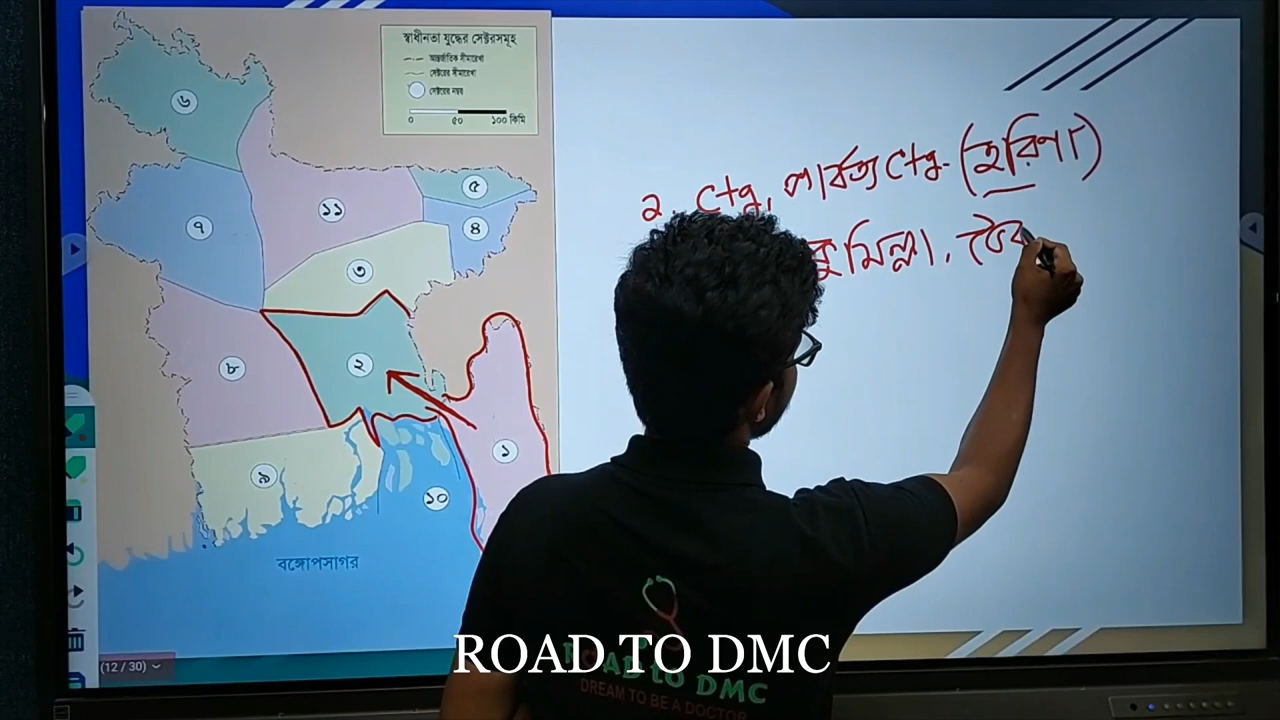 স্বাধীনতা যুদ্ধের সেক্টরসমূহ
আন্তর্জাতিক সীমারেখা
সেক্টরের সীমারেখা
সেক্টরের নম্বর
০ ৫০ ১০০ কিমি
৬
৭
১১
৫
৪
৩
৮
২
১
৯
১০
বঙ্গোপসাগর
(12 / 30)
পার্বত্য Ctg - (হরিণা)
কুমিল্লা,
ROAD TO DMC
ROAD TO DMC
DREAM TO BE A DOCTOR